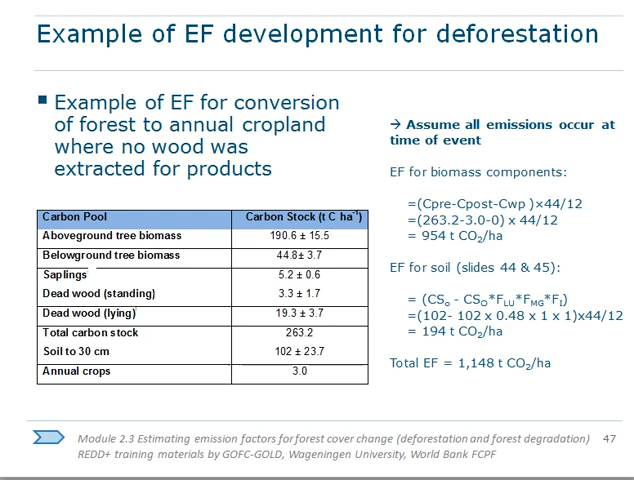 Example of EF development for deforestation
Example of EF for conversion
of forest to annual cropland
where no wood was
extracted for products
Carbon Pool Carbon Stock (t C ha⁻¹)
Aboveground tree biomass 190.6 ± 15.5
Belowground tree biomass 44.8± 3.7
Saplings 5.2 ± 0.6
Dead wood (standing) 3.3 ± 1.7
Dead wood (lying) 19.3 ± 3.7
Total carbon stock 263.2
Soil to 30 cm 102 ± 23.7
Annual crops 3.0
→ Assume all emissions occur at
time of event
EF for biomass components:
=(Cpre-Cpost-Cwp )×44/12
=(263.2-3.0-0) x 44/12
= 954 t CO₂/ha
EF for soil (slides 44 & 45):
= (CSₒ - CSₒ*F_LU*F_MG*F_I)
=(102- 102 x 0.48 x 1 x 1)x44/12
= 194 t CO₂/ha
Total EF = 1,148 t CO₂/ha
Module 2.3 Estimating emission factors for forest cover change (deforestation and forest degradation) 47
REDD+ training materials by GOFC-GOLD, Wageningen University, World Bank FCPF